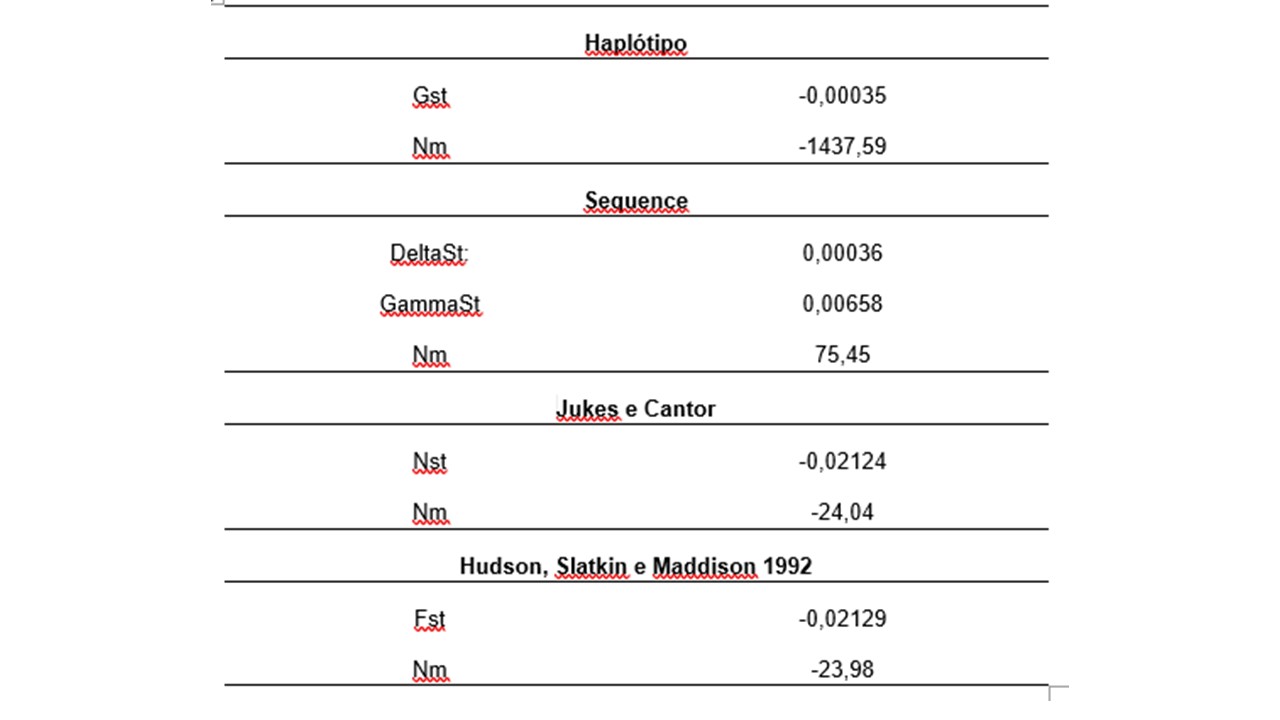 Haplótipo
Gst -0,00035
Nm -1437,59
Sequence
DeltaSt: 0,00036
GammaSt 0,00658
Nm 75,45
Jukes e Cantor
Nst -0,02124
Nm -24,04
Hudson, Slatkin e Maddison 1992
Fst -0,02129
Nm -23,98